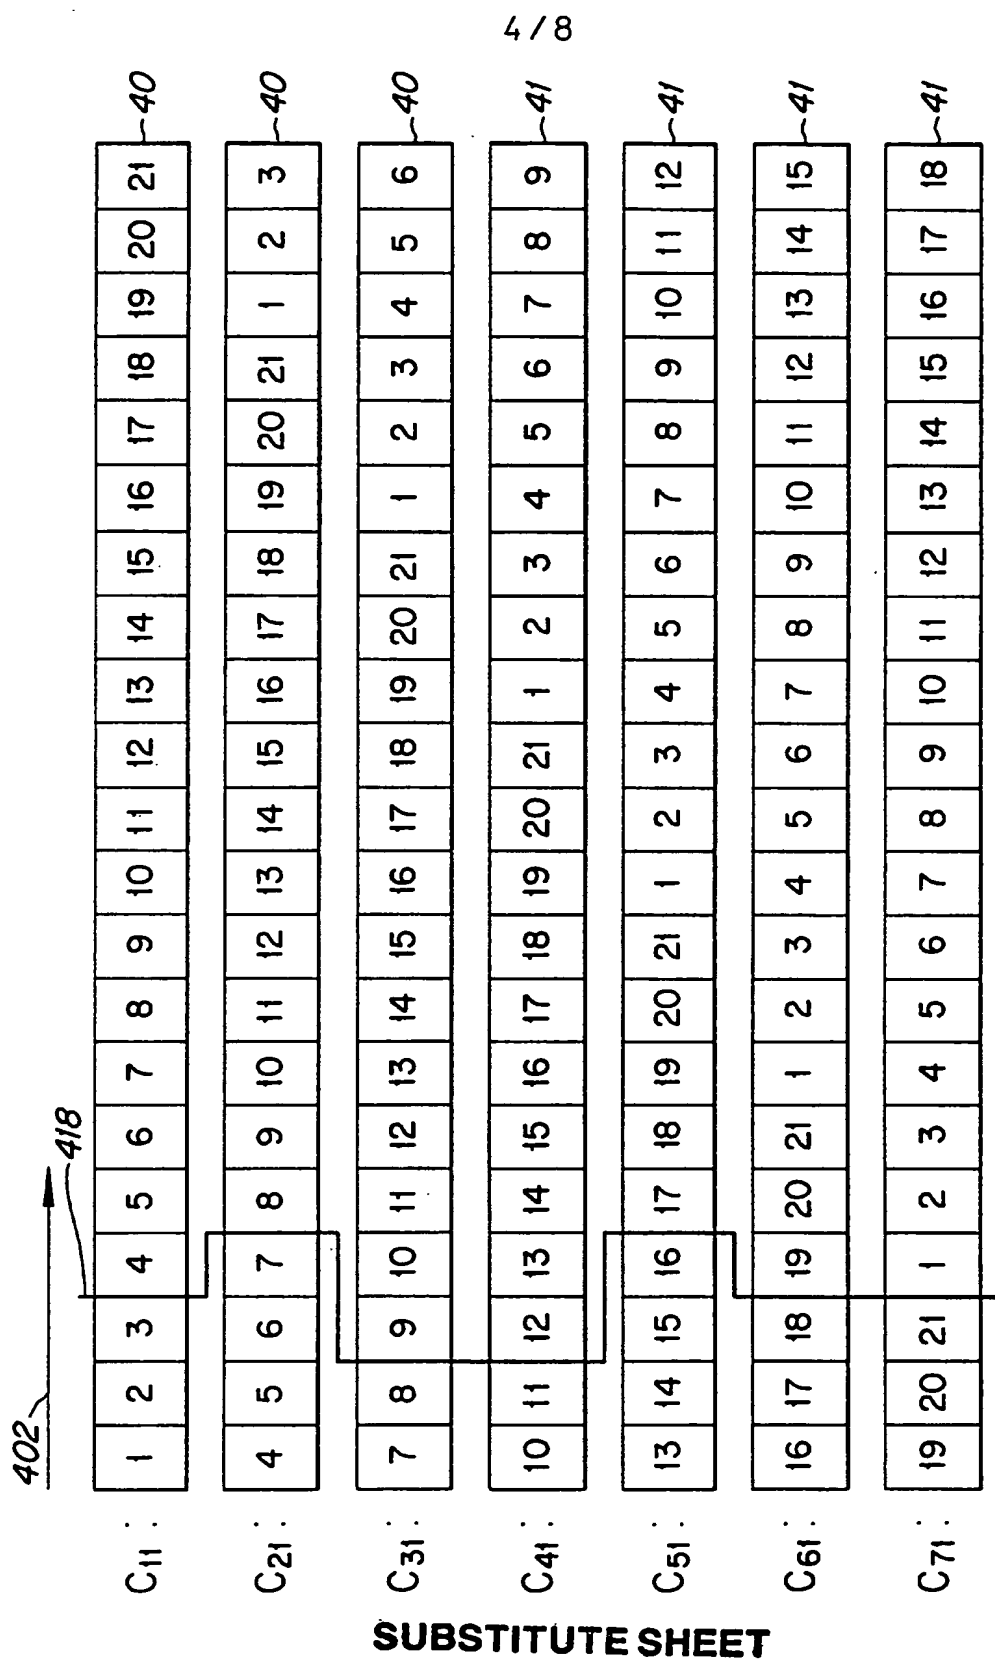 4/8
402
418
C11 : 1 2 3 4 5 6 7 8 9 10 11 12 13 14 15 16 17 18 19 20 21 40
C21 : 4 5 6 7 8 9 10 11 12 13 14 15 16 17 18 19 20 21 1 2 3 40
C31 : 7 8 9 10 11 12 13 14 15 16 17 18 19 20 21 1 2 3 4 5 6 40
C41 : 10 11 12 13 14 15 16 17 18 19 20 21 1 2 3 4 5 6 7 8 9 41
C51 : 13 14 15 16 17 18 19 20 21 1 2 3 4 5 6 7 8 9 10 11 12 41
C61 : 16 17 18 19 20 21 1 2 3 4 5 6 7 8 9 10 11 12 13 14 15 41
C71 : 19 20 21 1 2 3 4 5 6 7 8 9 10 11 12 13 14 15 16 17 18 41
SUBSTITUTE SHEET